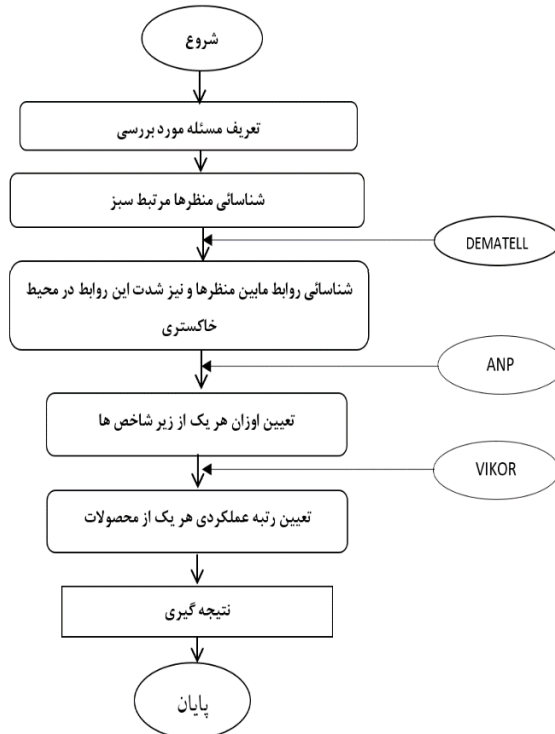 شروع
تعریف مسئله مورد بررسی
شناسائی منظرها مرتبط سبز
DEMATELL
شناسائی روابط مابین منظرها و نیز شدت این روابط در محیط
خاکستری
ANP
تعیین اوزان هر یک از زیر شاخص ها
VIKOR
تعیین رتبه عملکردی هر یک از محصولات
نتیجه گیری
پایان